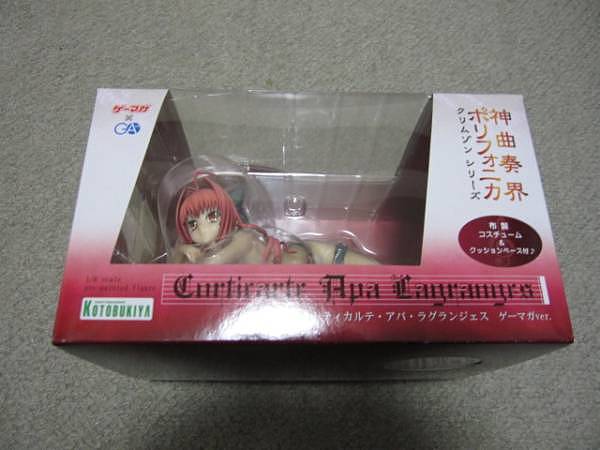 ゲーマガ
×
GA
神曲奏界
ポリフォニカ
クリムゾン シリーズ
布製
コスチューム
&
クッションベース付♪
1/8 scale
pre-painted figure
Corticarte Apa Lagranges
KOTOBUKIYA
ティカルテ・アパ・ラグランジェス ゲーマガver.